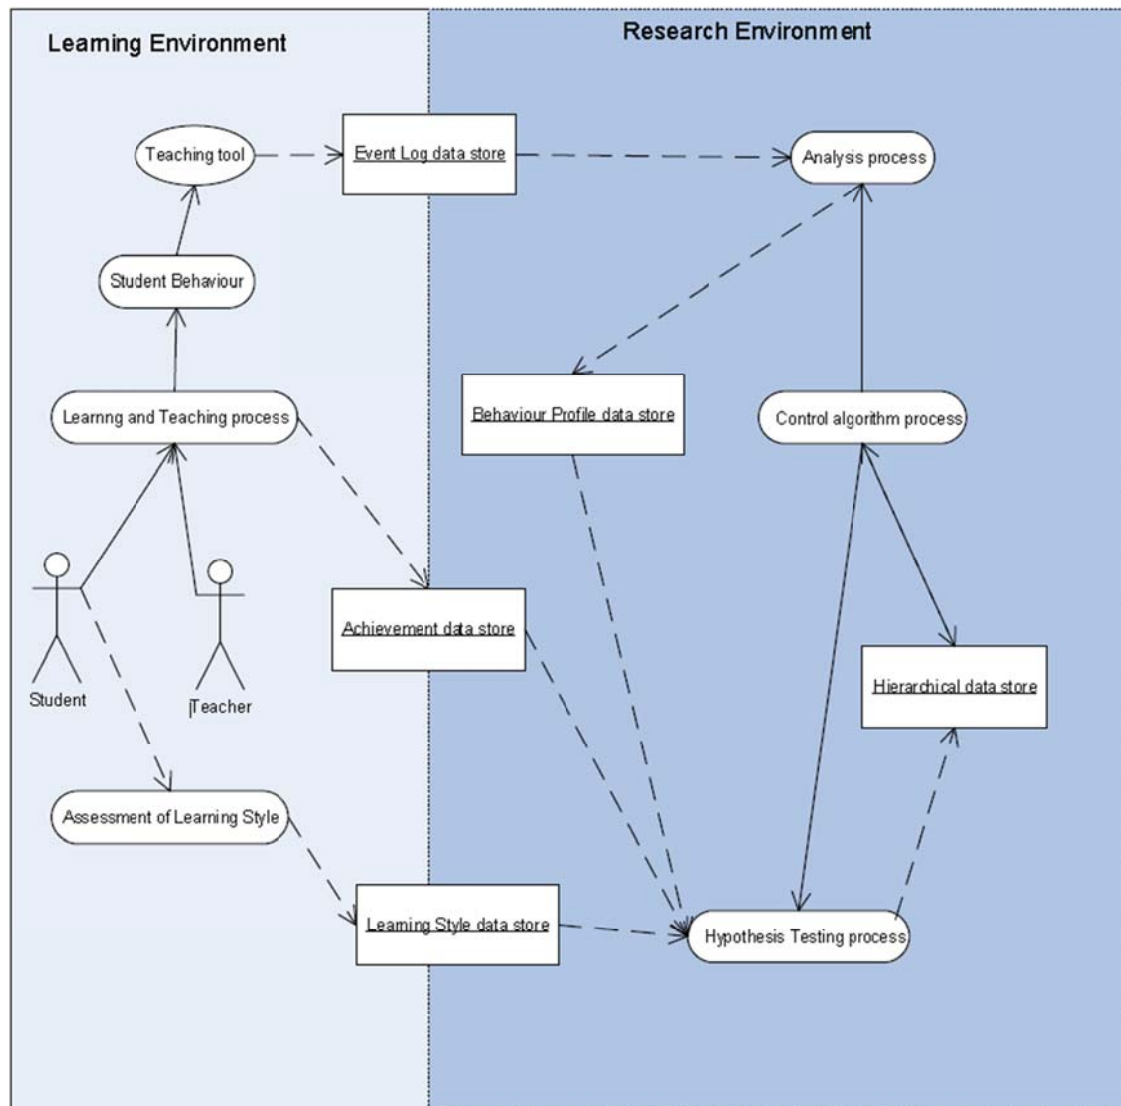 Learning Environment
Research Environment
Teaching tool
Event Log data store
Analysis process
Student Behaviour
Learnng and Teaching process
Behaviour Profile data store
Control algorithm process
Student
Teacher
Achievement data store
Hierarchical data store
Assessment of Learning Style
Learning Style data store
Hypothesis Testing process